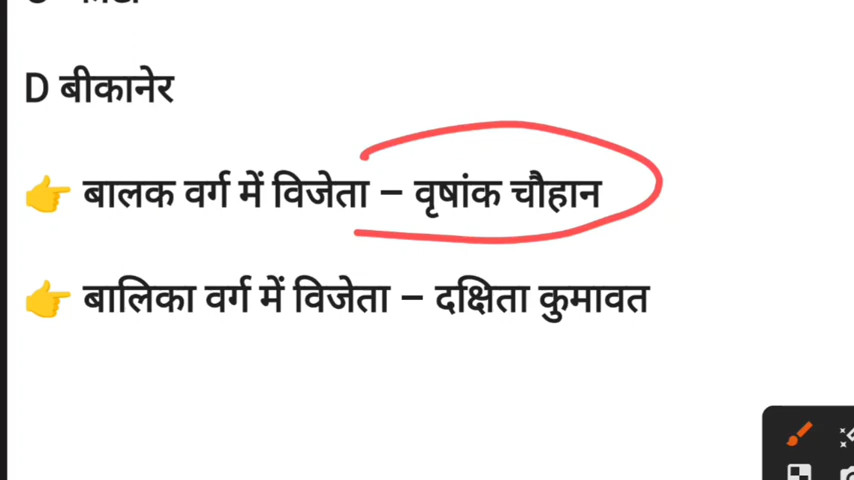 D बीकानेर
👉 बालक वर्ग में विजेता – वृषांक चौहान
👉 बालिका वर्ग में विजेता – दक्षिता कुमावत